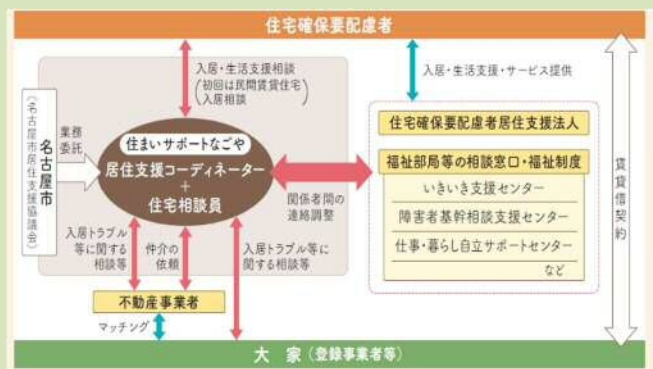 住宅確保要配慮者
入居・生活支援相談
(初回は民間賃貸住宅
入居相談)
入居・生活支援・サービス提供
名古屋市
(名古屋市居住支援協議会)
業務
委託
住まいサポートなごや
居住支援コーディネーター
+
住宅相談員
関係者間の
連絡調整
住宅確保要配慮者居住支援法人
福祉部局等の相談窓口・福祉制度
いきいき支援センター
障害者基幹相談支援センター
仕事・暮らし自立サポートセンター
など
賃貸借契約
入居トラブル
等に関する
相談等
仲介の
依頼
入居トラブル等に
関する相談等
不動産事業者
マッチング
大 家(登録事業者等)